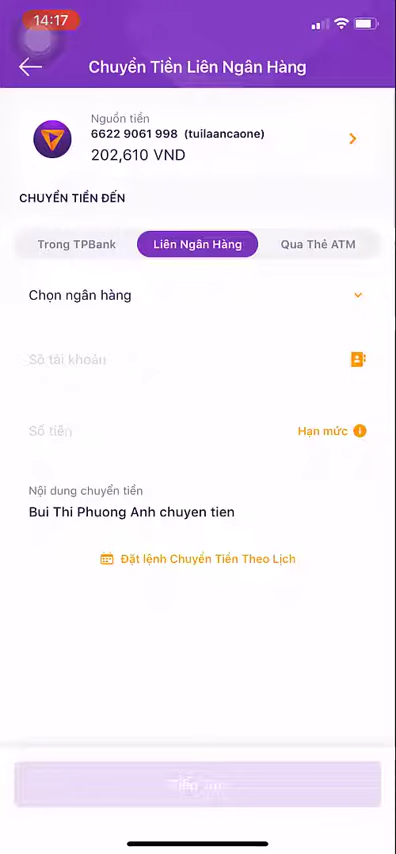 14:17
Chuyển Tiền Liên Ngân Hàng
Nguồn tiền
6622 9061 998 (tuilaancaone)
202,610 VND
CHUYỂN TIỀN ĐẾN
Trong TPBank
Liên Ngân Hàng
Qua Thẻ ATM
Chọn ngân hàng
Số tài khoản
Số tiền
Hạn mức
Nội dung chuyển tiền
Bui Thi Phuong Anh chuyen tien
Đặt lệnh Chuyển Tiền Theo Lịch